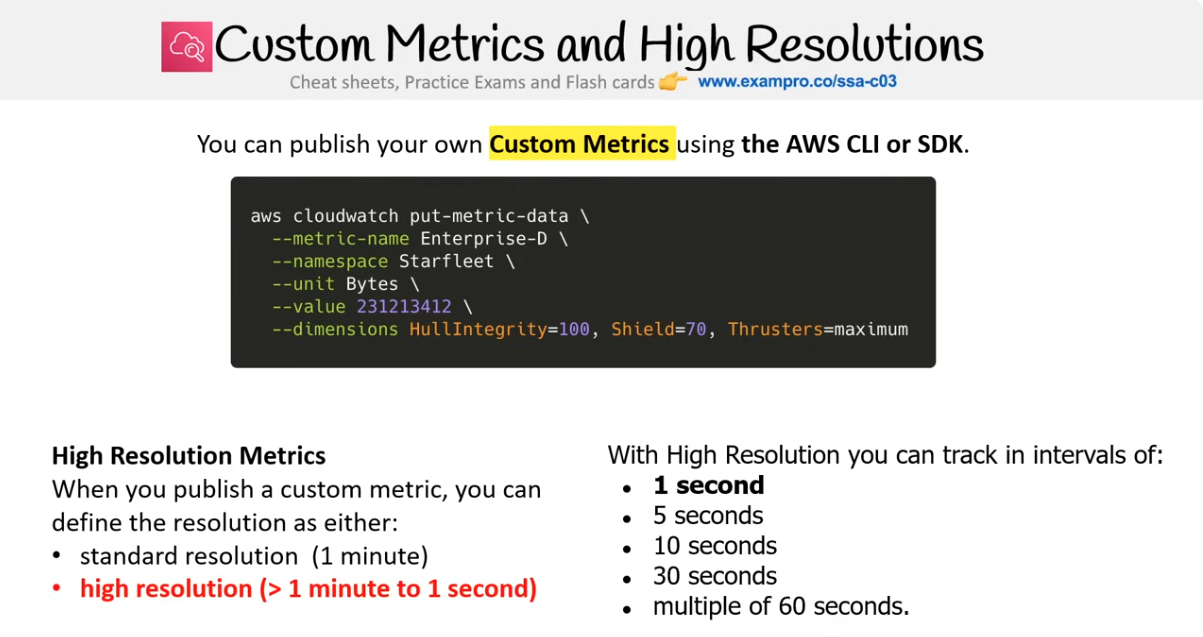 Custom Metrics and High Resolutions
Cheat sheets, Practice Exams and Flash cards 👉 www.exampro.co/ssa-c03
You can publish your own Custom Metrics using the AWS CLI or SDK.
aws cloudwatch put-metric-data \
--metric-name Enterprise-D \
--namespace Starfleet \
--unit Bytes \
--value 231213412 \
--dimensions HullIntegrity=100, Shield=70, Thrusters=maximum
High Resolution Metrics
When you publish a custom metric, you can
define the resolution as either:
• standard resolution (1 minute)
• high resolution (> 1 minute to 1 second)
With High Resolution you can track in intervals of:
• 1 second
• 5 seconds
• 10 seconds
• 30 seconds
• multiple of 60 seconds.